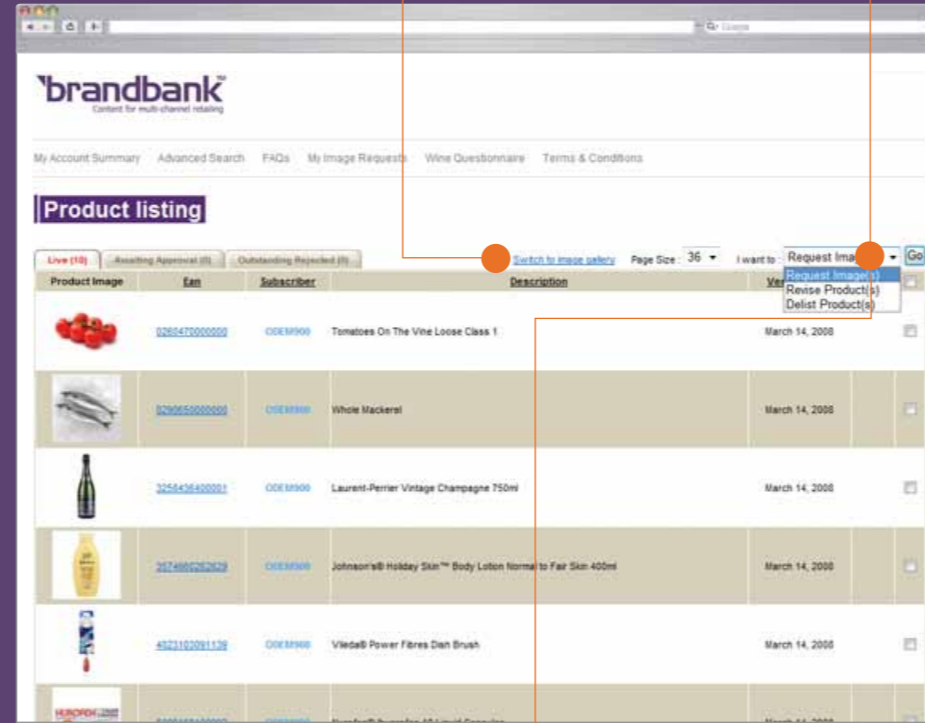 brandbank™
Content for multi-channel retailing
My Account Summary Advanced Search FAQs My Image Requests Wine Questionnaire Terms & Conditions
Product listing
Live (10) Awaiting Approval (0) Outstanding Rejected (0)
Switch to image gallery Page Size : 36 I want to : Request Go
Request Image(s)
Revise Product(s)
Delist Product(s)
Product Image Ean Subscriber Description
0260470000000 ODEM900 Tomatoes On The Vine Loose Class 1 March 14, 2008
0290650000000 ODEM900 Whole Mackerel March 14, 2008
3258436400001 ODEM900 Laurent-Perrier Vintage Champagne 750ml March 14, 2008
ODEM900 Johnson's® Holiday Skin™ Body Lotion Normal to Fair Skin 400ml March 14, 2008
4023103091139 ODEM900 Vileda® Power Fibres Dish Brush March 14, 2008